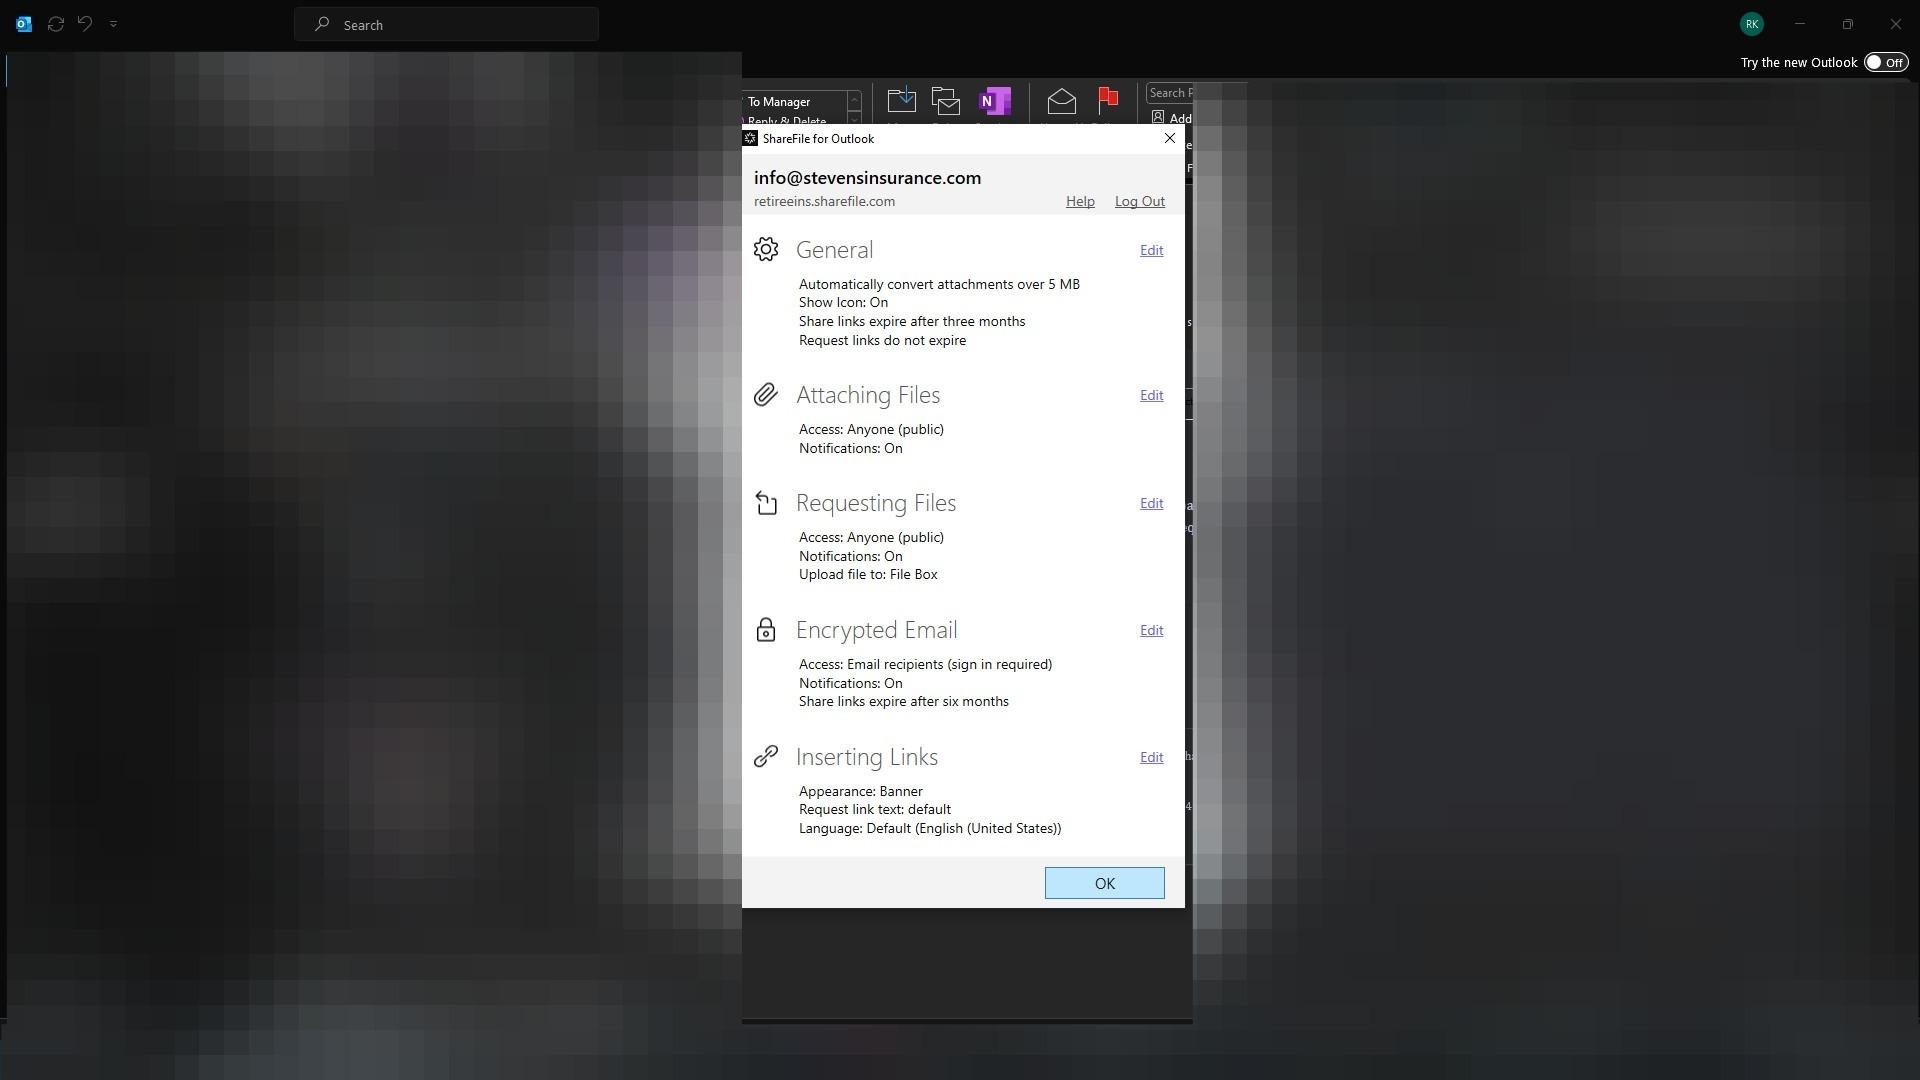 Search
RK
Try the new Outlook
Off
To Manager
Reply & Delete
N
Search P
Add
ShareFile for Outlook
info@stevensinsurance.com
retireeins.sharefile.com
Help
Log Out
General
Edit
Automatically convert attachments over 5 MB
Show Icon: On
Share links expire after three months
Request links do not expire
Attaching Files
Edit
Access: Anyone (public)
Notifications: On
Requesting Files
Edit
Access: Anyone (public)
Notifications: On
Upload file to: File Box
Encrypted Email
Edit
Access: Email recipients (sign in required)
Notifications: On
Share links expire after six months
Inserting Links
Edit
Appearance: Banner
Request link text: default
Language: Default (English (United States))
OK